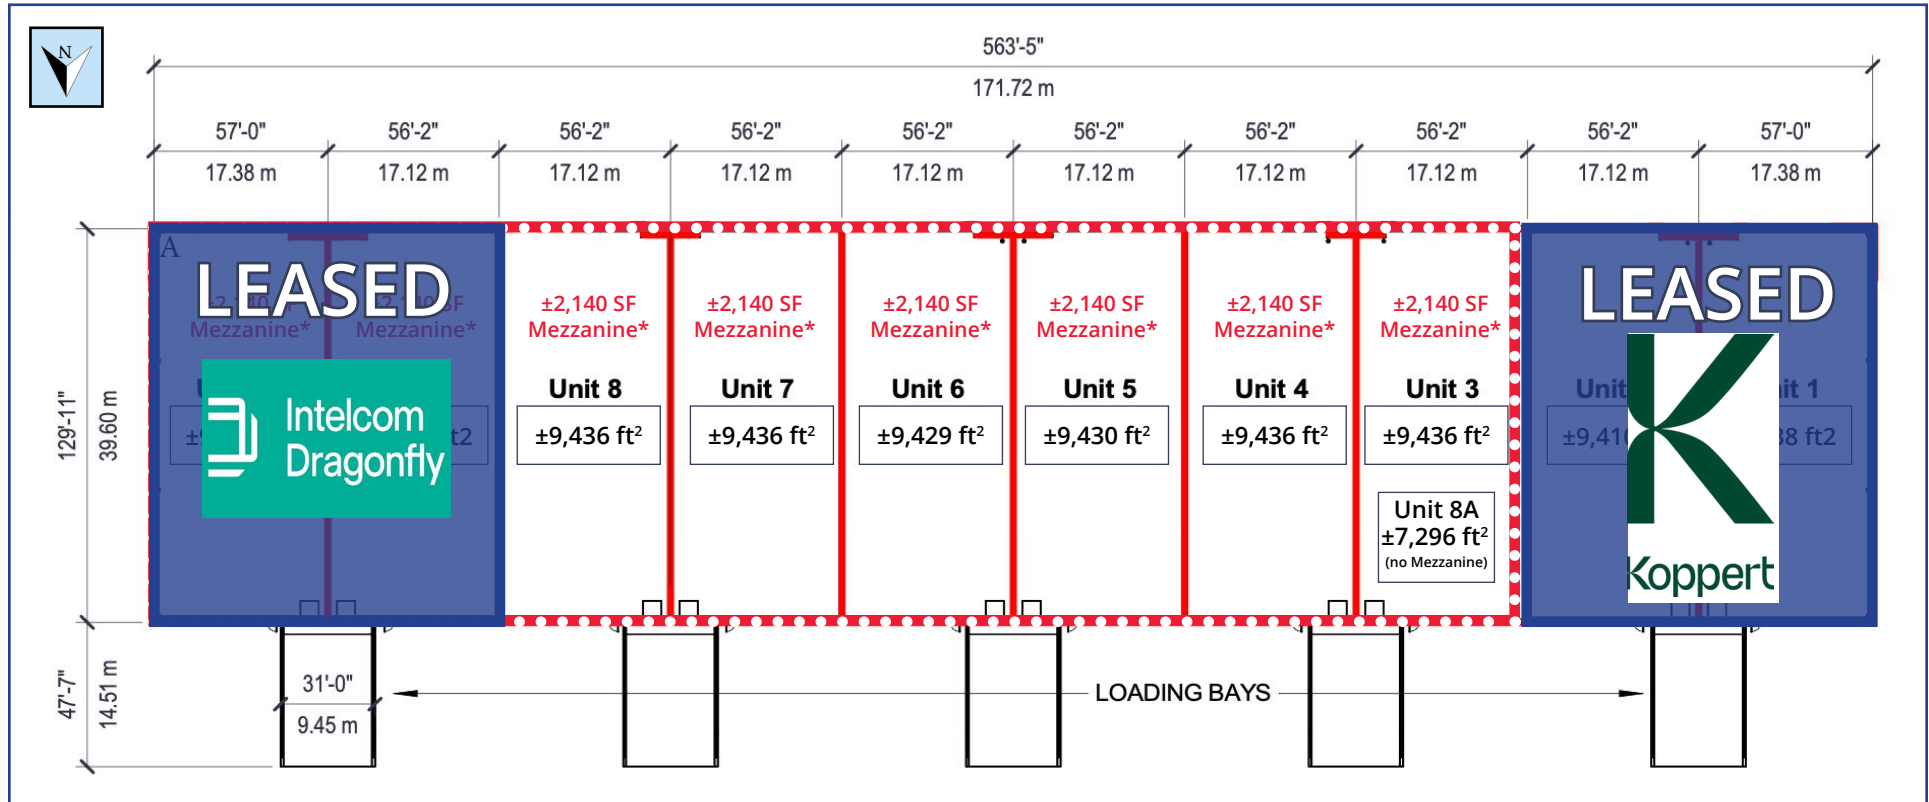 N
563'-5"
171.72 m
57'-0" 56'-2" 56'-2" 56'-2" 56'-2" 56'-2" 56'-2" 56'-2" 56'-2" 57'-0"
17.38 m 17.12 m 17.12 m 17.12 m 17.12 m 17.12 m 17.12 m 17.12 m 17.12 m 17.38 m
A
LEASED LEASED
±2,140 SF ±2,140 SF ±2,140 SF ±2,140 SF ±2,140 SF ±2,140 SF
Mezzanine* Mezzanine* Mezzanine* Mezzanine* Mezzanine* Mezzanine* Mezzanine* Mezzanine*
Unit 8 Unit 7 Unit 6 Unit 5 Unit 4 Unit 3 Unit
±9,436 ft² ±9,436 ft² ±9,429 ft² ±9,430 ft² ±9,436 ft² ±9,436 ft²
Intelcom
Dragonfly
Unit 8A
±7,296 ft²
(no Mezzanine)
Koppert
129'-11"
39.60 m
47'-7"
14.51 m
31'-0"
9.45 m
LOADING BAYS